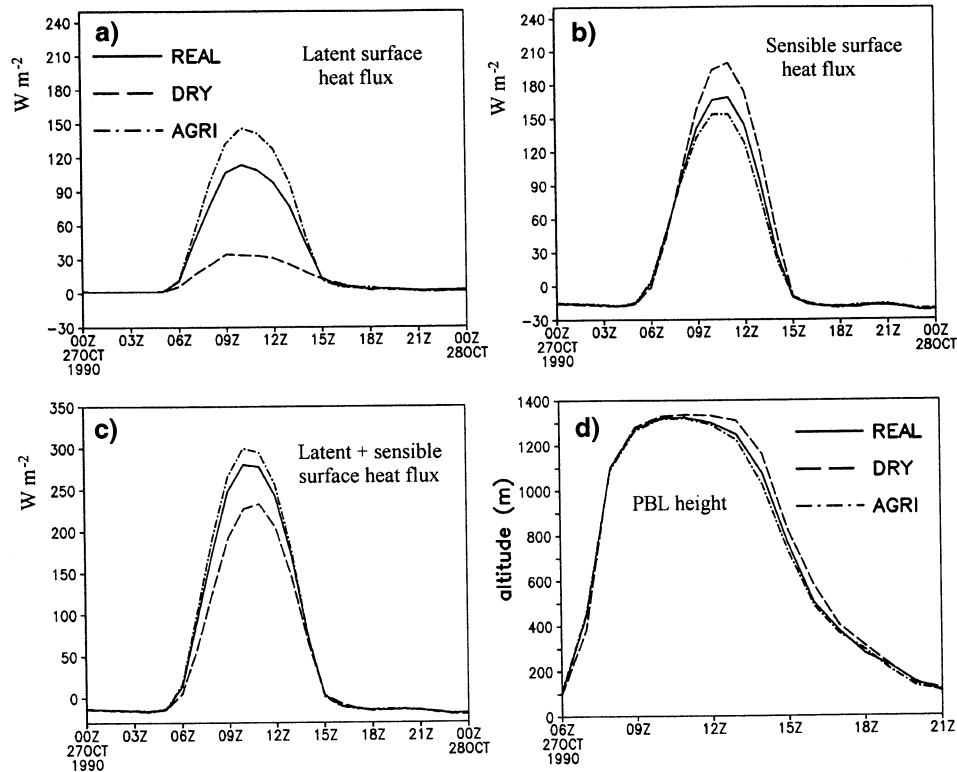 a)
Latent surface
heat flux
REAL
DRY
AGRI
W m⁻²
240
210
180
150
120
90
60
30
0
−30
00Z 03Z 06Z 09Z 12Z 15Z 18Z 21Z 00Z
27OCT 28OCT
1990
b)
Sensible surface
heat flux
W m⁻²
240
210
180
150
120
90
60
30
0
−30
00Z 03Z 06Z 09Z 12Z 15Z 18Z 21Z 00Z
27OCT 28OCT
1990
c)
Latent + sensible
surface heat flux
W m⁻²
350
300
250
200
150
100
50
0
00Z 03Z 06Z 09Z 12Z 15Z 18Z 21Z 00Z
27OCT 28OCT
1990
d)
REAL
DRY
AGRI
PBL height
altitude (m)
1400
1200
1000
800
600
400
200
0
06Z 09Z 12Z 15Z 18Z 21Z
27OCT
1990